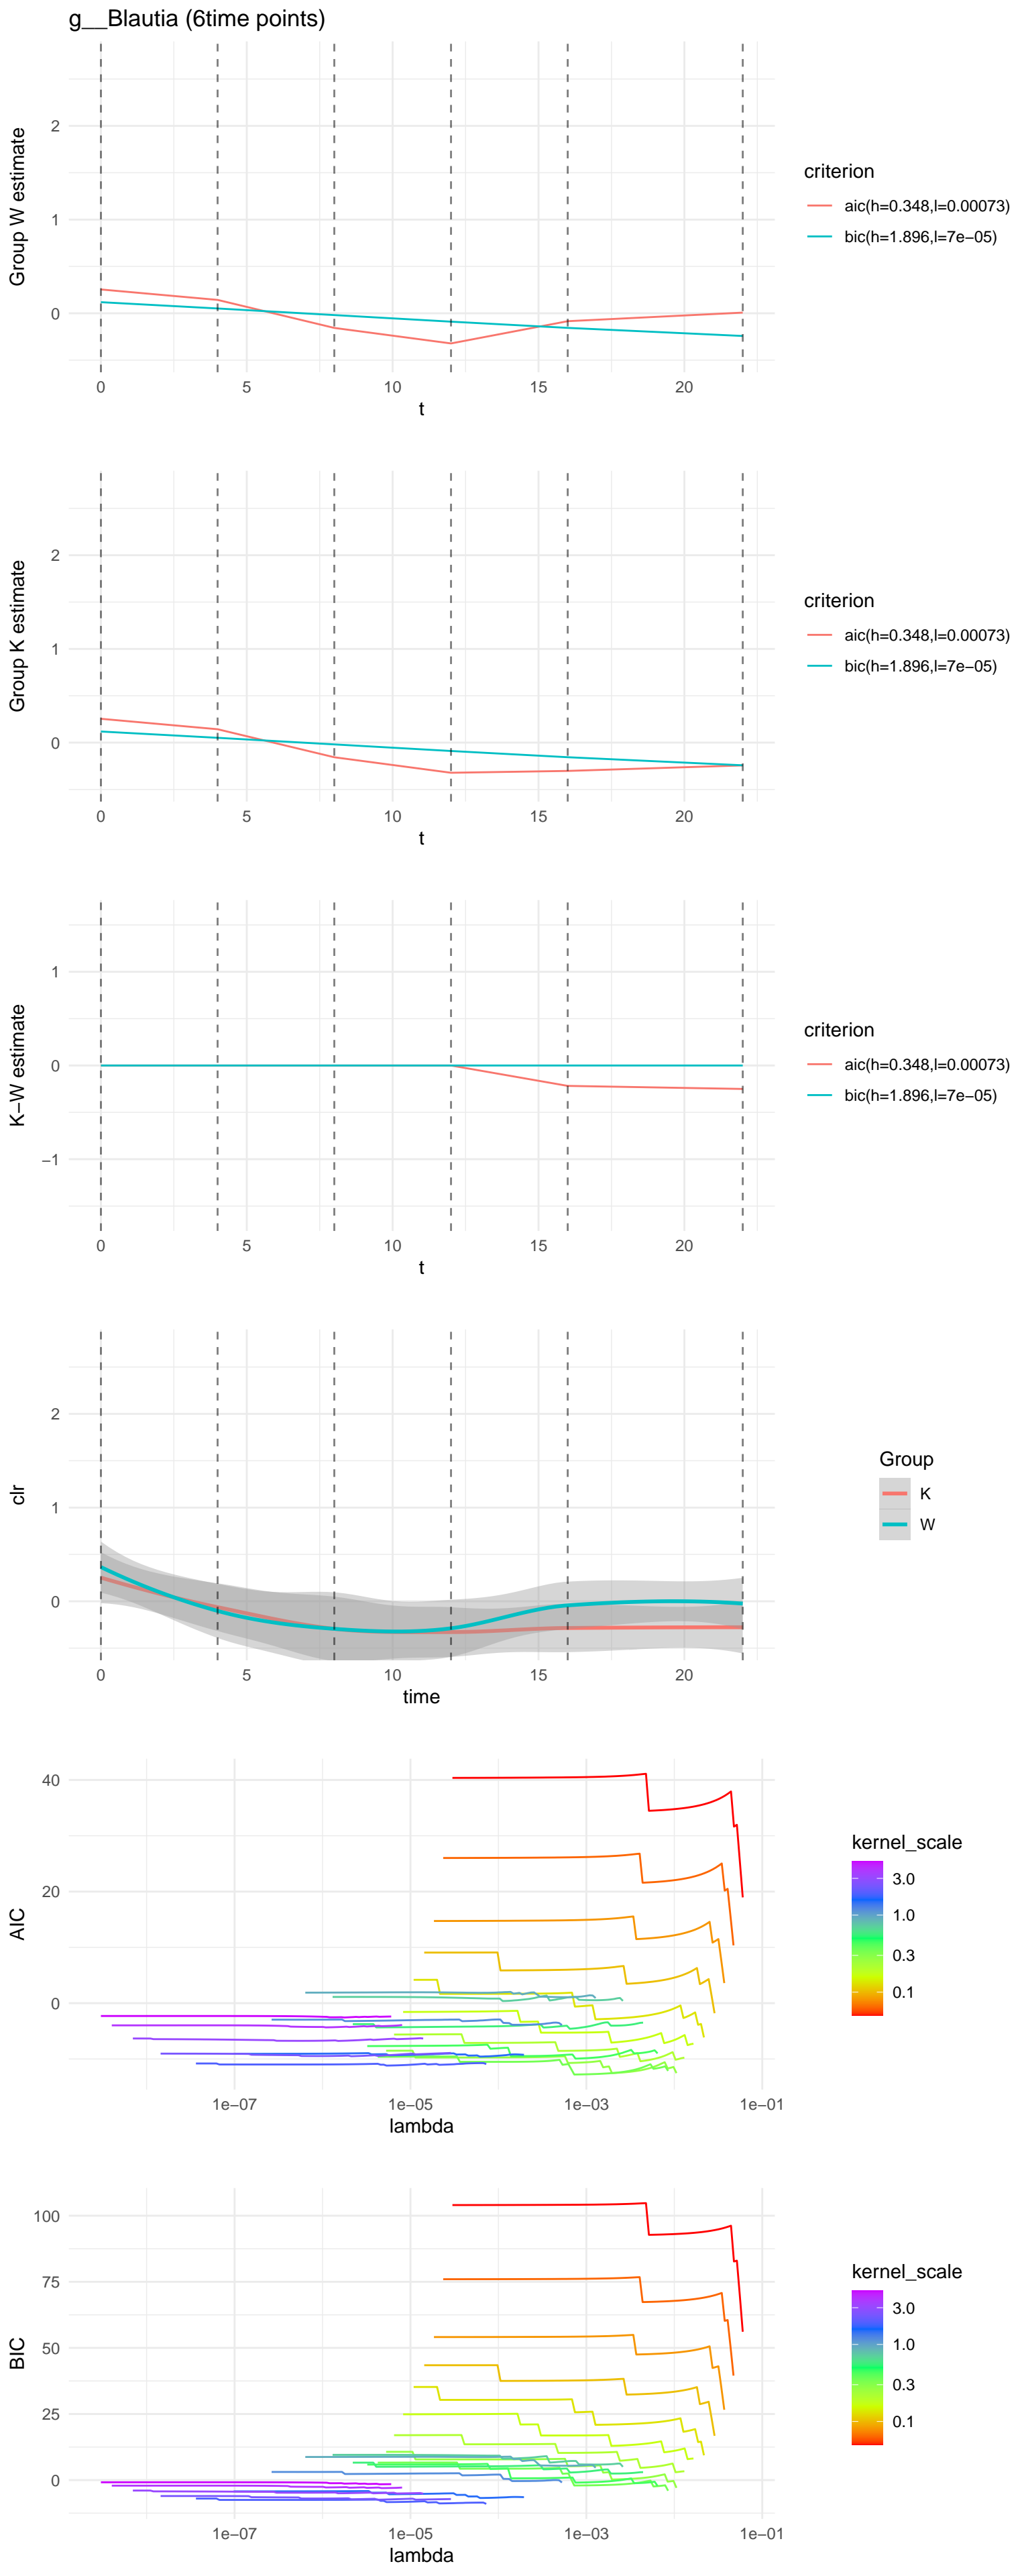 g__Blautia (6time points)
Group W estimate
2
1
0
0 5 10 15 20
t
criterion
aic(h=0.348,l=0.00073)
bic(h=1.896,l=7e−05)
Group K estimate
2
1
0
0 5 10 15 20
t
criterion
aic(h=0.348,l=0.00073)
bic(h=1.896,l=7e−05)
K−W estimate
1
0
−1
0 5 10 15 20
t
criterion
aic(h=0.348,l=0.00073)
bic(h=1.896,l=7e−05)
clr
2
1
0
0 5 10 15 20
time
Group
K
W
AIC
40
20
0
1e−07 1e−05 1e−03 1e−01
lambda
kernel_scale
3.0
1.0
0.3
0.1
BIC
100
75
50
25
0
1e−07 1e−05 1e−03 1e−01
lambda
kernel_scale
3.0
1.0
0.3
0.1